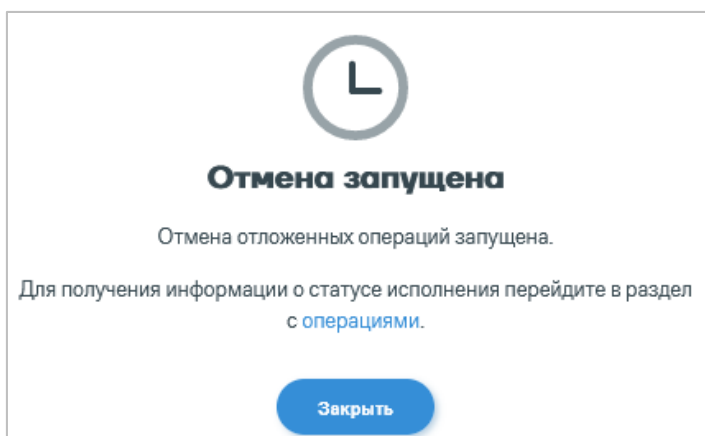 Отмена запущена
Отмена отложенных операций запущена.
Для получения информации о статусе исполнения перейдите в раздел
с операциями.
Закрыть